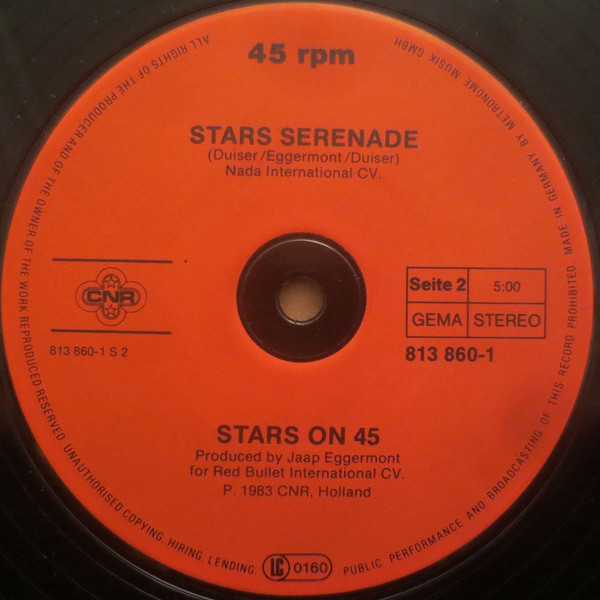 45 rpm
STARS SERENADE
(Duiser/Eggermont/Duiser)
Nada International CV.
CNR
813 860-1 S 2
Seite 2
5:00
GEMA
STEREO
813 860-1
STARS ON 45
Produced by Jaap Eggermont
for Red Bullet International CV.
P. 1983 CNR, Holland
LC 0160
ALL RIGHTS OF THE PRODUCER AND OF THE OWNER OF THE WORK REPRODUCED RESERVED. UNAUTHORISED COPYING, HIRING, LENDING, PUBLIC PERFORMANCE AND BROADCASTING OF THIS RECORD PROHIBITED. MADE IN GERMANY BY METRONOME MUSIK GMBH